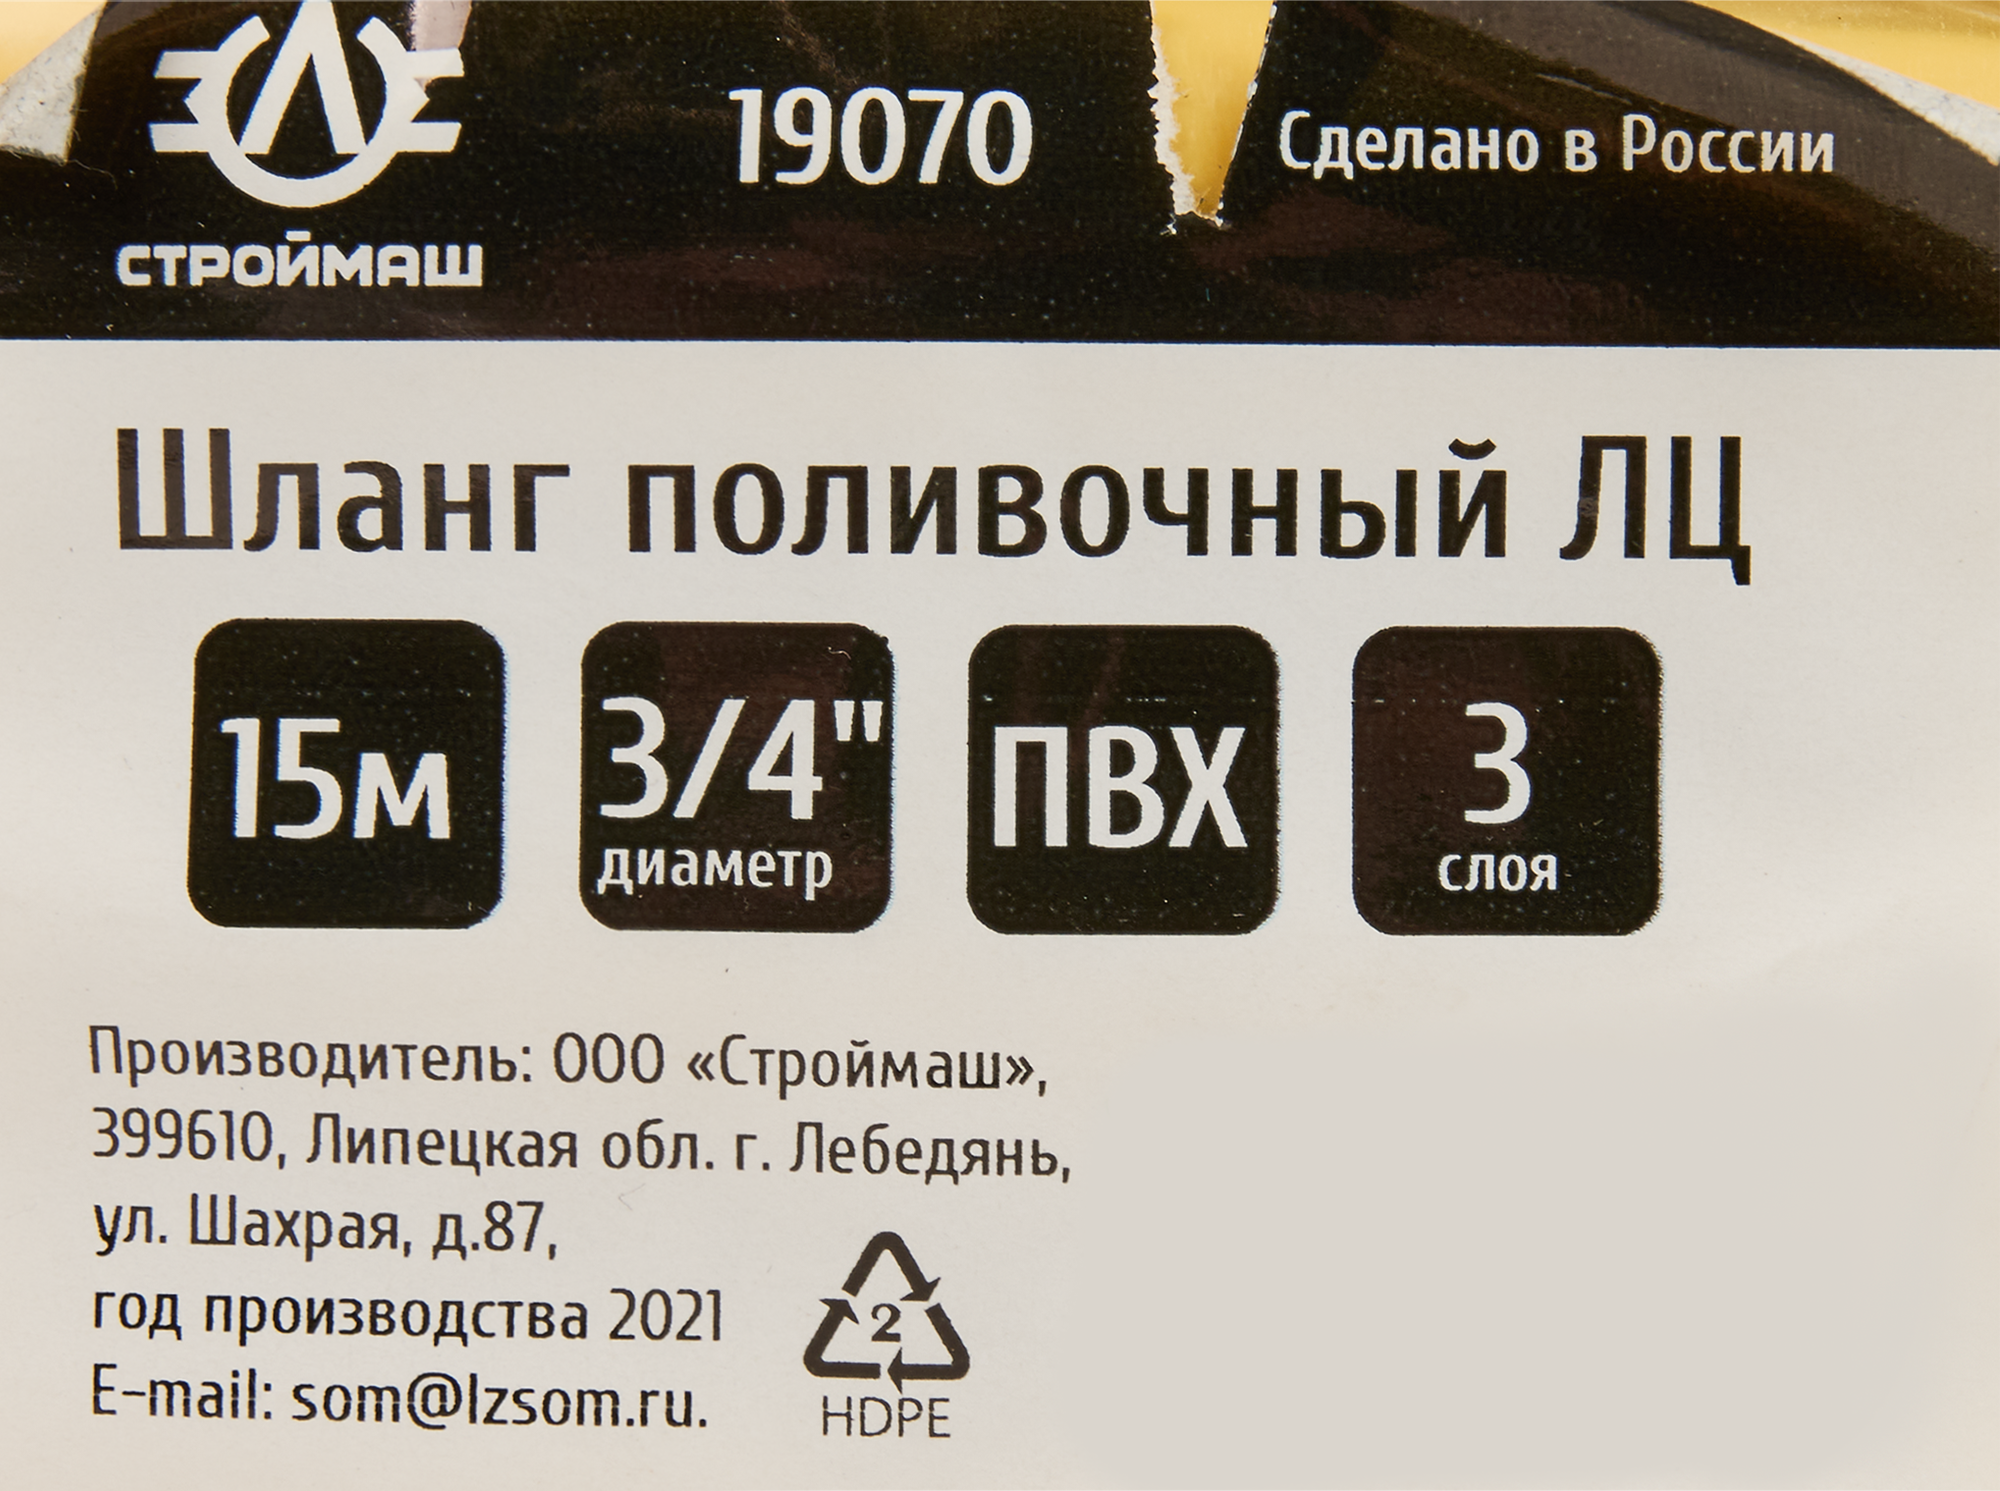 19070
Сделано в России
СТРОЙМАШ
Шланг поливочный ЛЦ
15м
3/4"
диаметр
ПВХ
3
слоя
Производитель: ООО «Строймаш»,
399610, Липецкая обл. г. Лебедянь,
ул. Шахрая, д.87,
год производства 2021
E-mail: som@lzsom.ru.
2
HDPE